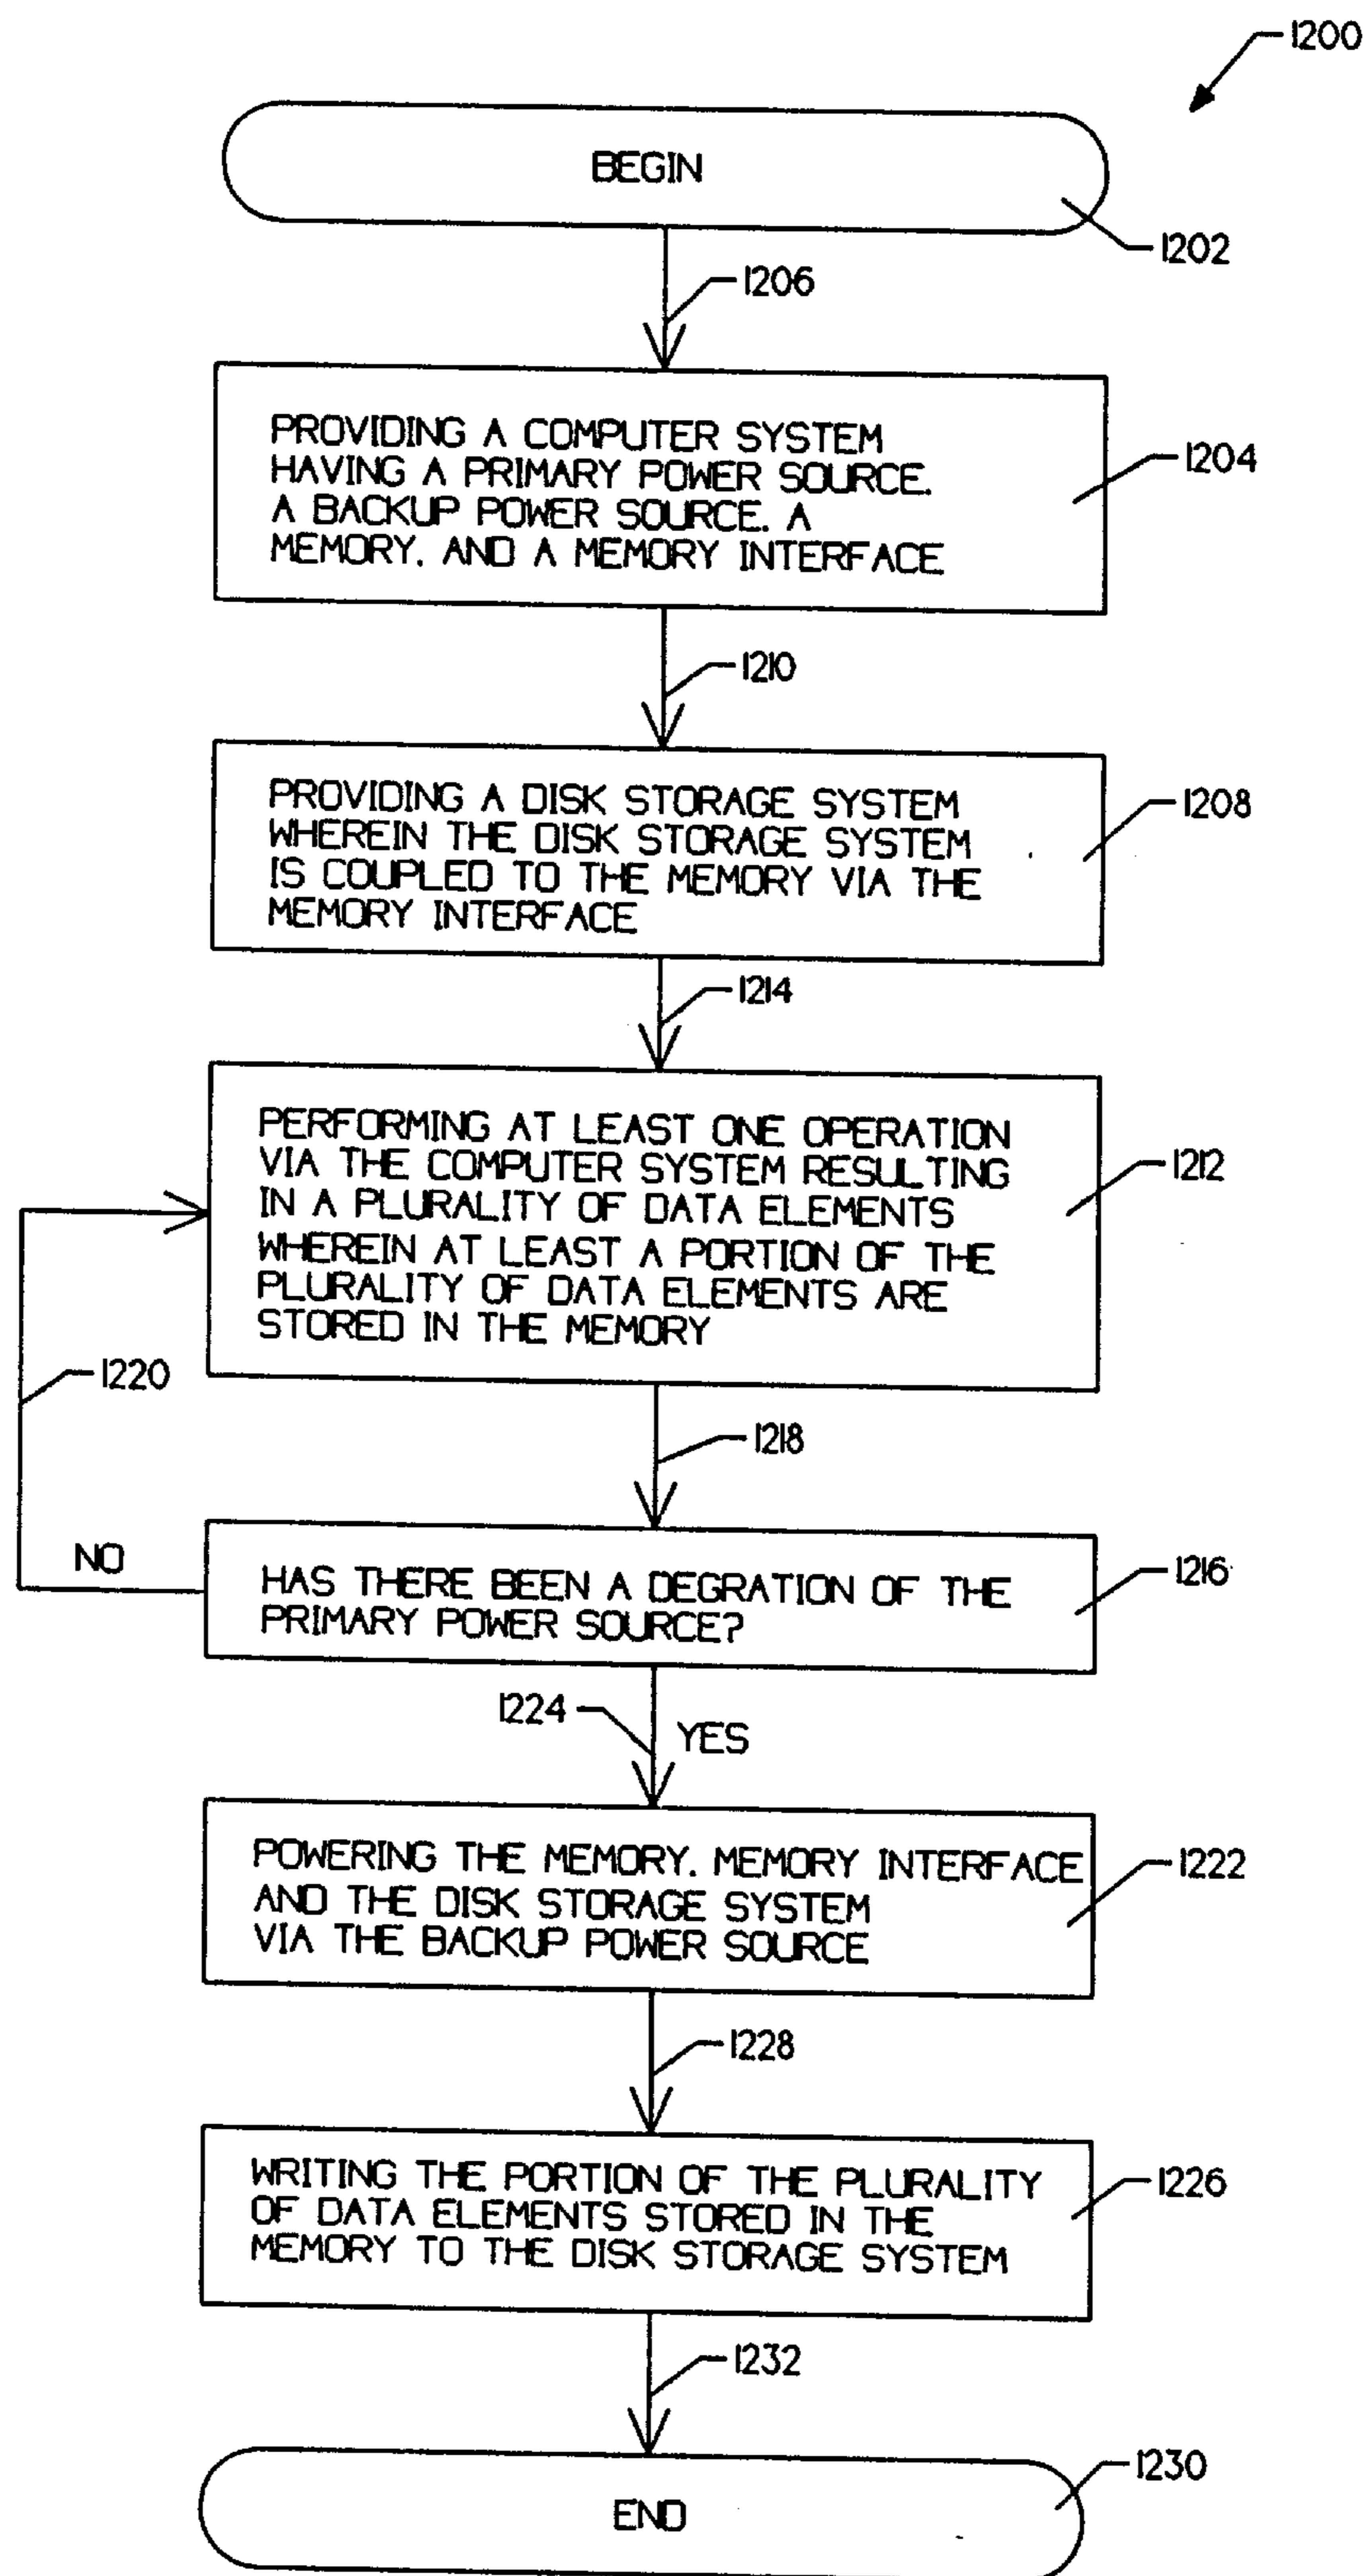 1200
BEGIN
1202
1206
PROVIDING A COMPUTER SYSTEM
HAVING A PRIMARY POWER SOURCE.
A BACKUP POWER SOURCE. A
MEMORY. AND A MEMORY INTERFACE
1204
1210
PROVIDING A DISK STORAGE SYSTEM
WHEREIN THE DISK STORAGE SYSTEM
IS COUPLED TO THE MEMORY VIA THE
MEMORY INTERFACE
1208
1214
PERFORMING AT LEAST ONE OPERATION
VIA THE COMPUTER SYSTEM RESULTING
IN A PLURALITY OF DATA ELEMENTS
WHEREIN AT LEAST A PORTION OF THE
PLURALITY OF DATA ELEMENTS ARE
STORED IN THE MEMORY
1212
1220
1218
NO
HAS THERE BEEN A DEGRATION OF THE
PRIMARY POWER SOURCE?
1216
1224
YES
POWERING THE MEMORY. MEMORY INTERFACE
AND THE DISK STORAGE SYSTEM
VIA THE BACKUP POWER SOURCE
1222
1228
WRITING THE PORTION OF THE PLURALITY
OF DATA ELEMENTS STORED IN THE
MEMORY TO THE DISK STORAGE SYSTEM
1226
1232
END
1230